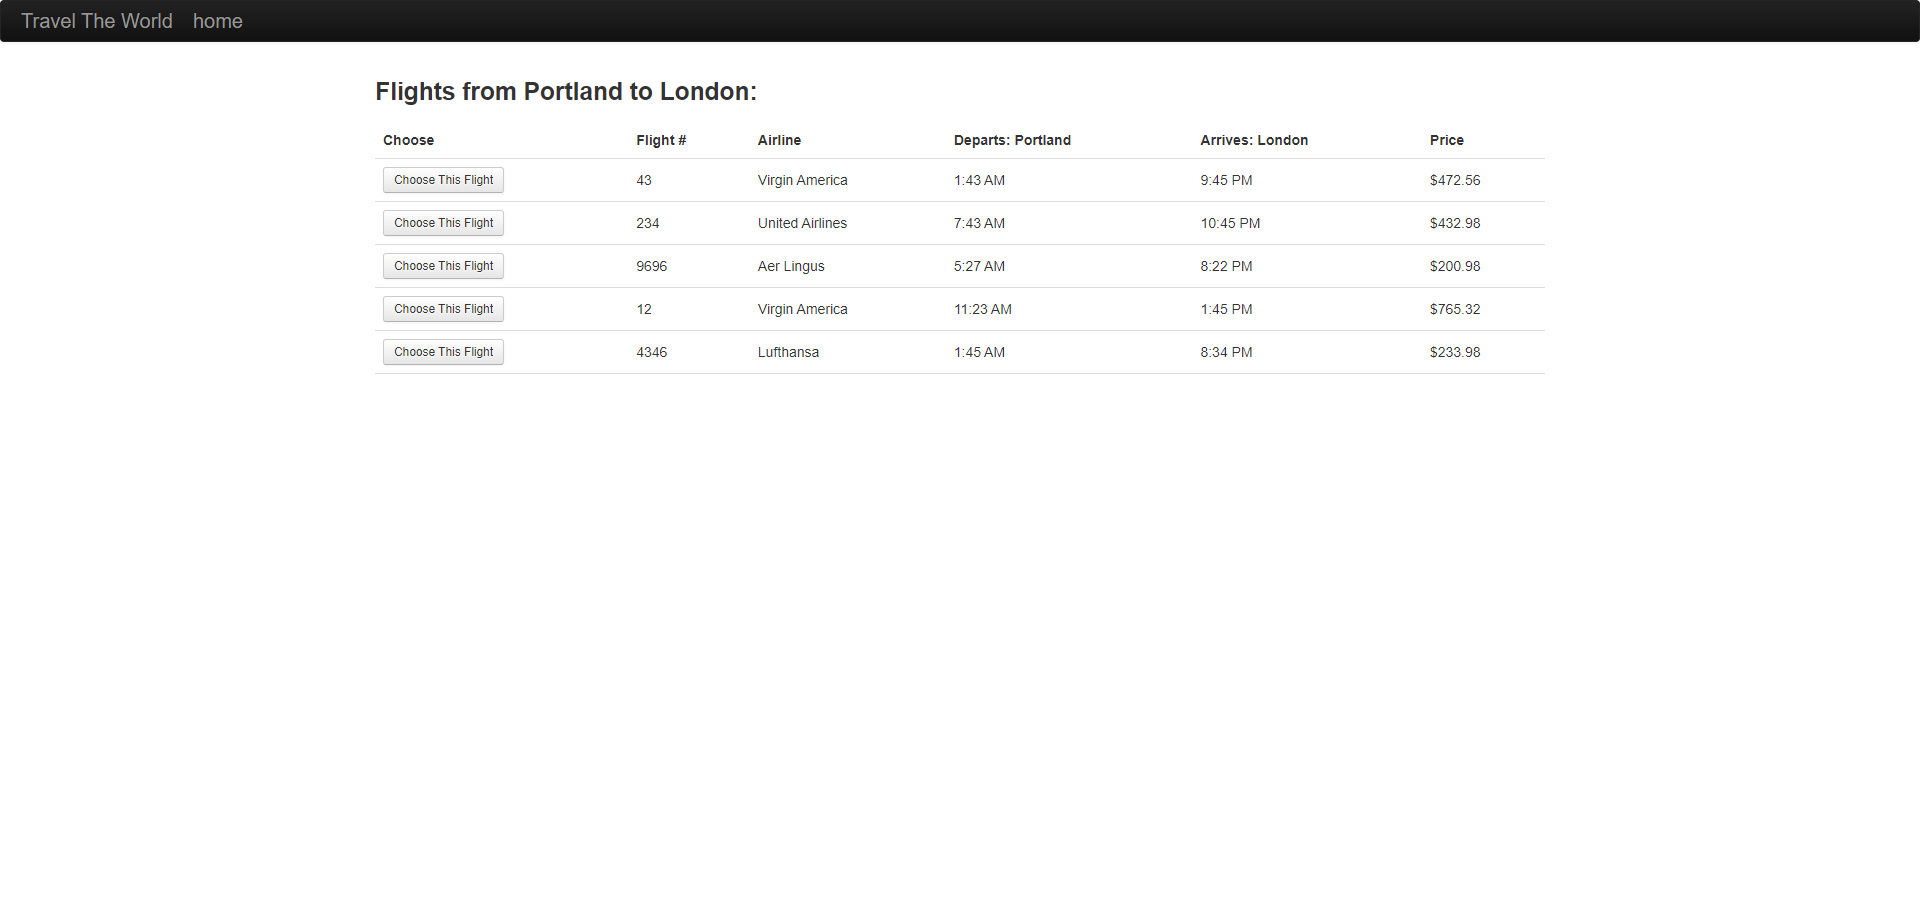 Travel The World home
Flights from Portland to London:
Choose Flight # Airline Departs: Portland Arrives: London Price
Choose This Flight 43 Virgin America 1:43 AM 9:45 PM $472.56
Choose This Flight 234 United Airlines 7:43 AM 10:45 PM $432.98
Choose This Flight 9696 Aer Lingus 5:27 AM 8:22 PM $200.98
Choose This Flight 12 Virgin America 11:23 AM 1:45 PM $765.32
Choose This Flight 4346 Lufthansa 1:45 AM 8:34 PM $233.98